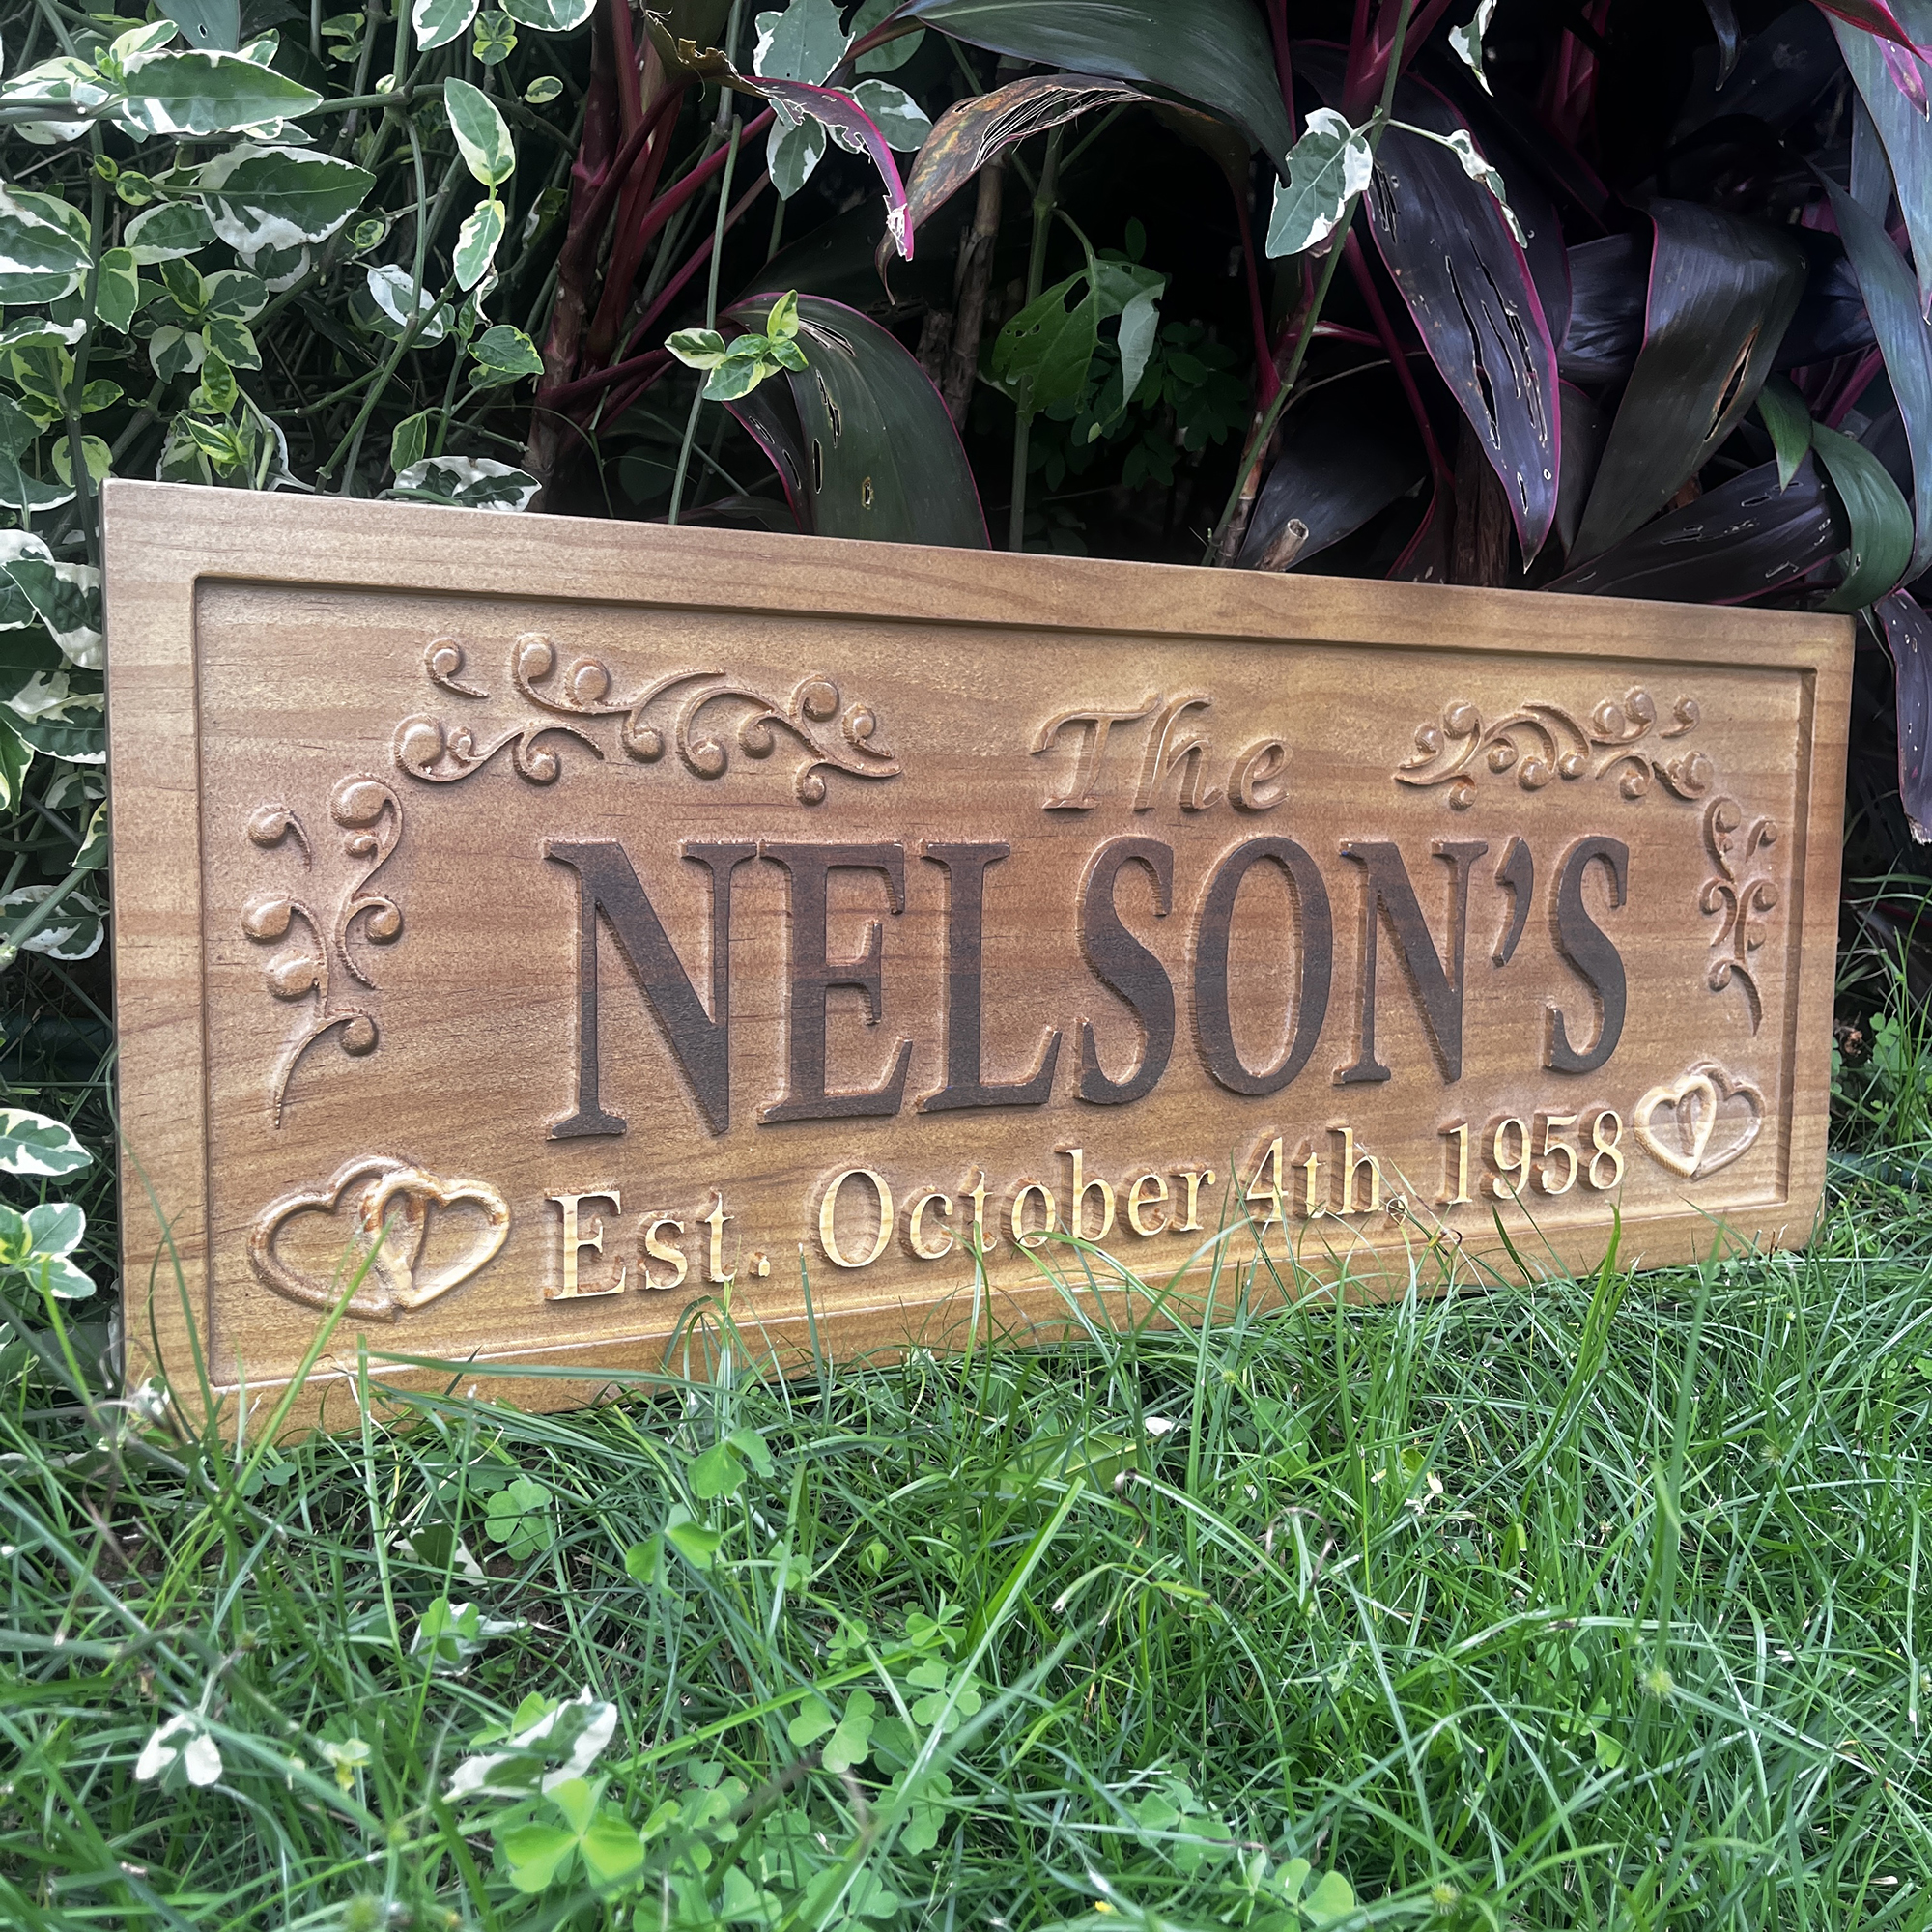 The
NELSON'S
Est. October 4th, 1958